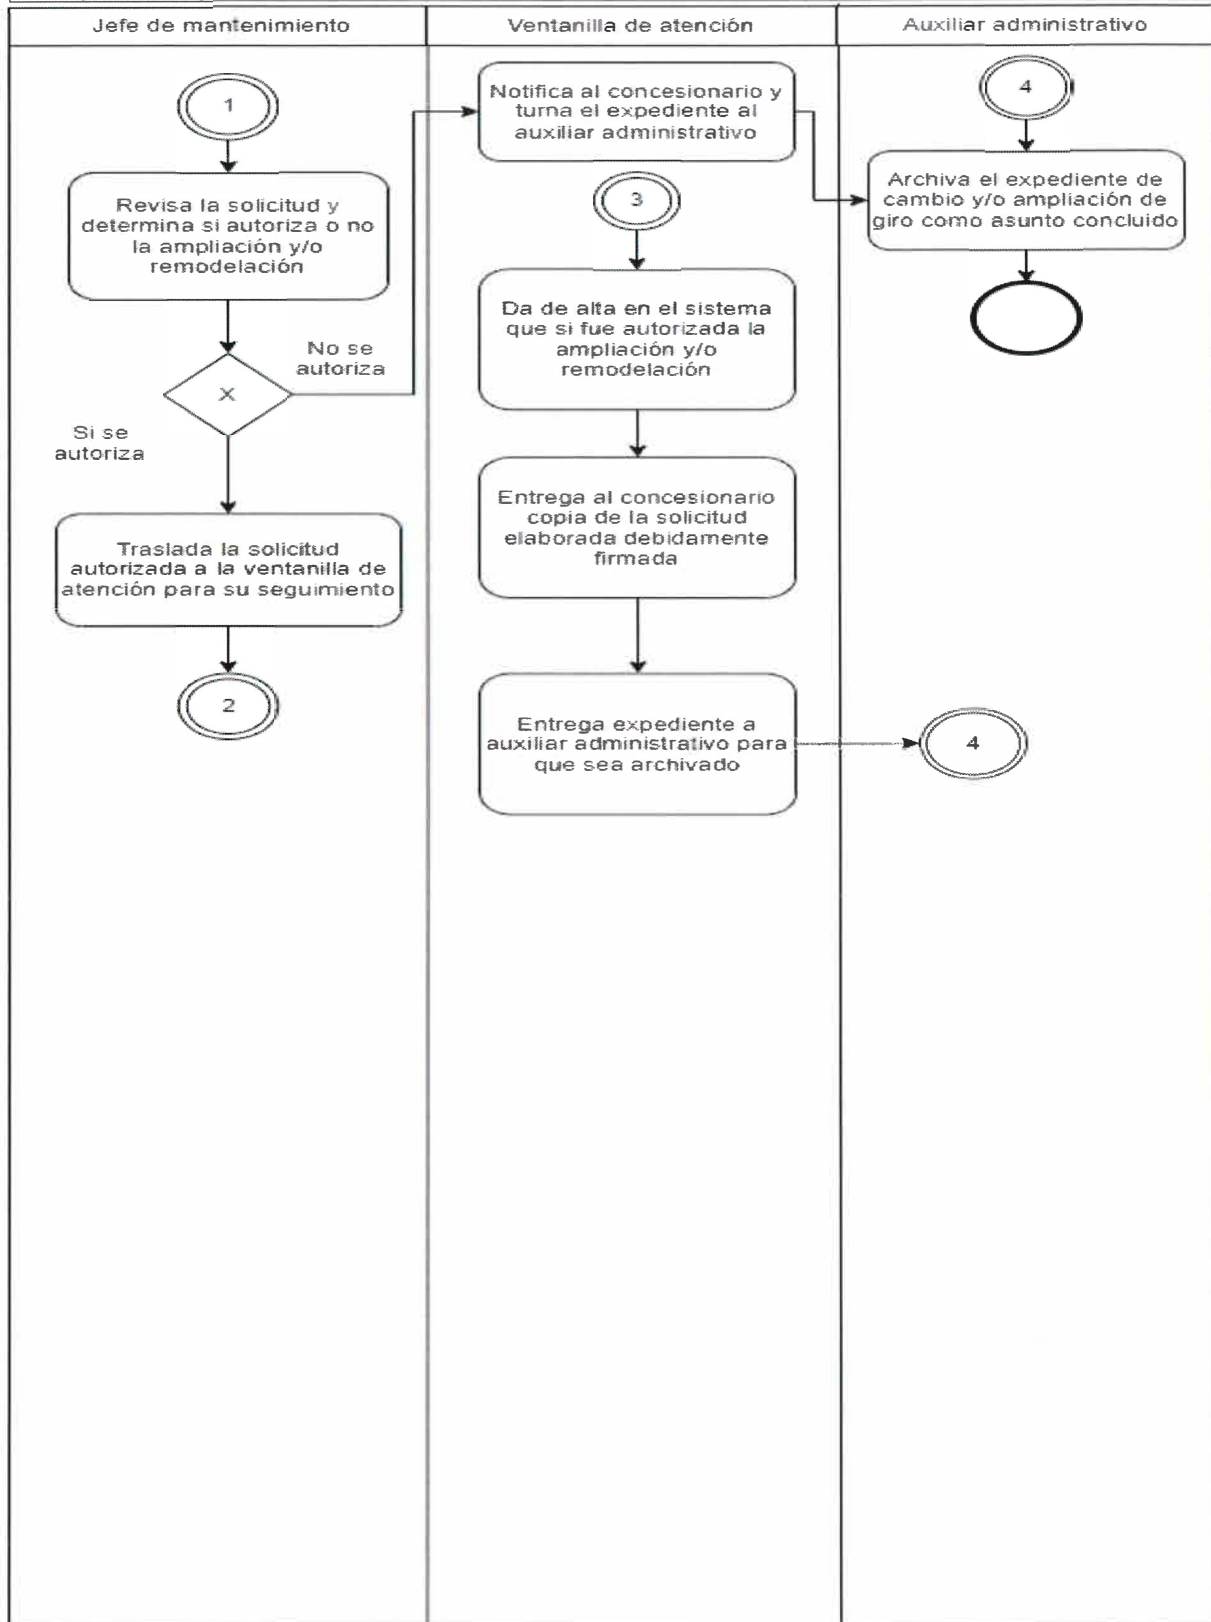 Jefe de mantenimiento
Ventanilla de atención
Auxiliar administrativo
1
Revisa la solicitud y
determina si autoriza o no
la ampliación y/o
remodelación
No se
autoriza
X
Si se
autoriza
Traslada la solicitud
autorizada a la ventanilla de
atención para su seguimiento
2
Notifica al concesionario y
turna el expediente al
auxiliar administrativo
3
Da de alta en el sistema
que si fue autorizada la
ampliación y/o
remodelación
Entrega al concesionario
copia de la solicitud
elaborada debidamente
firmada
Entrega expediente a
auxiliar administrativo para
que sea archivado
4
Archiva el expediente de
cambio y/o ampliación de
giro como asunto concluido
4